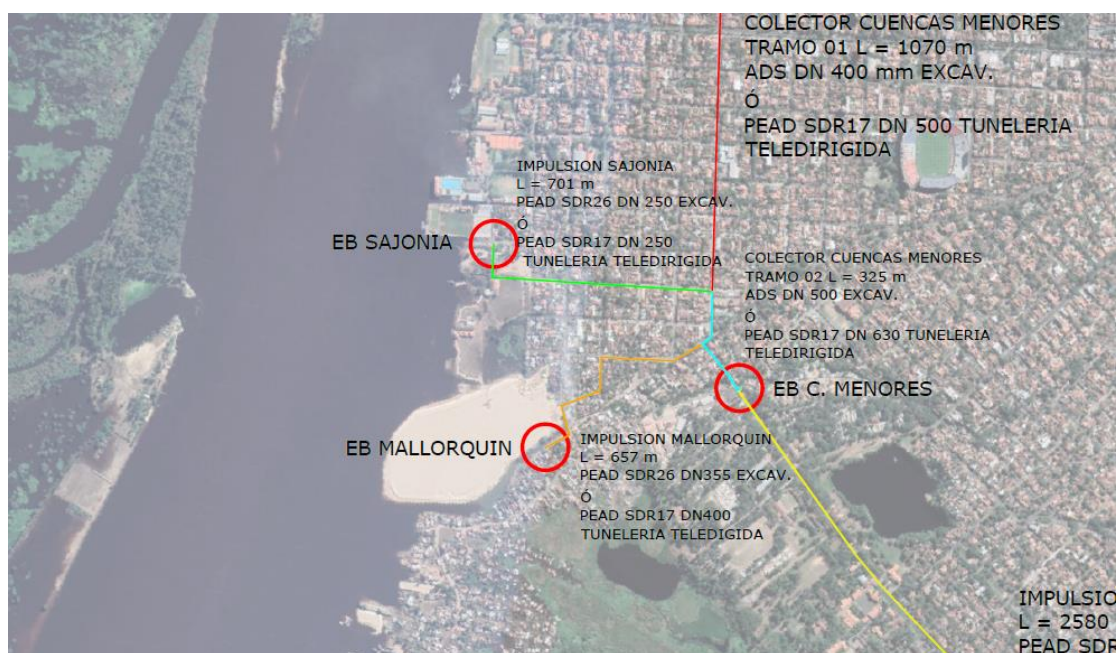 COLECTOR CUENCAS MENORES
TRAMO 01 L = 1070 m
ADS DN 400 mm EXCAV.
Ó
PEAD SDR17 DN 500 TUNELERIA
TELEDIRIGIDA
IMPULSION SAJONIA
L = 701 m
PEAD SDR26 DN 250 EXCAV.
Ó
PEAD SDR17 DN 250
TUNELERIA TELEDIRIGIDA
EB SAJONIA
COLECTOR CUENCAS MENORES
TRAMO 02 L = 325 m
ADS DN 500 EXCAV.
Ó
PEAD SDR17 DN 630 TUNELERIA
TELEDIRIGIDA
EB C. MENORES
EB MALLORQUIN
IMPULSION MALLORQUIN
L = 657 m
PEAD SDR26 DN355 EXCAV.
Ó
PEAD SDR17 DN400
TUNELERIA TELEDIGIDA
IMPULSIO
L = 2580
PEAD SDR